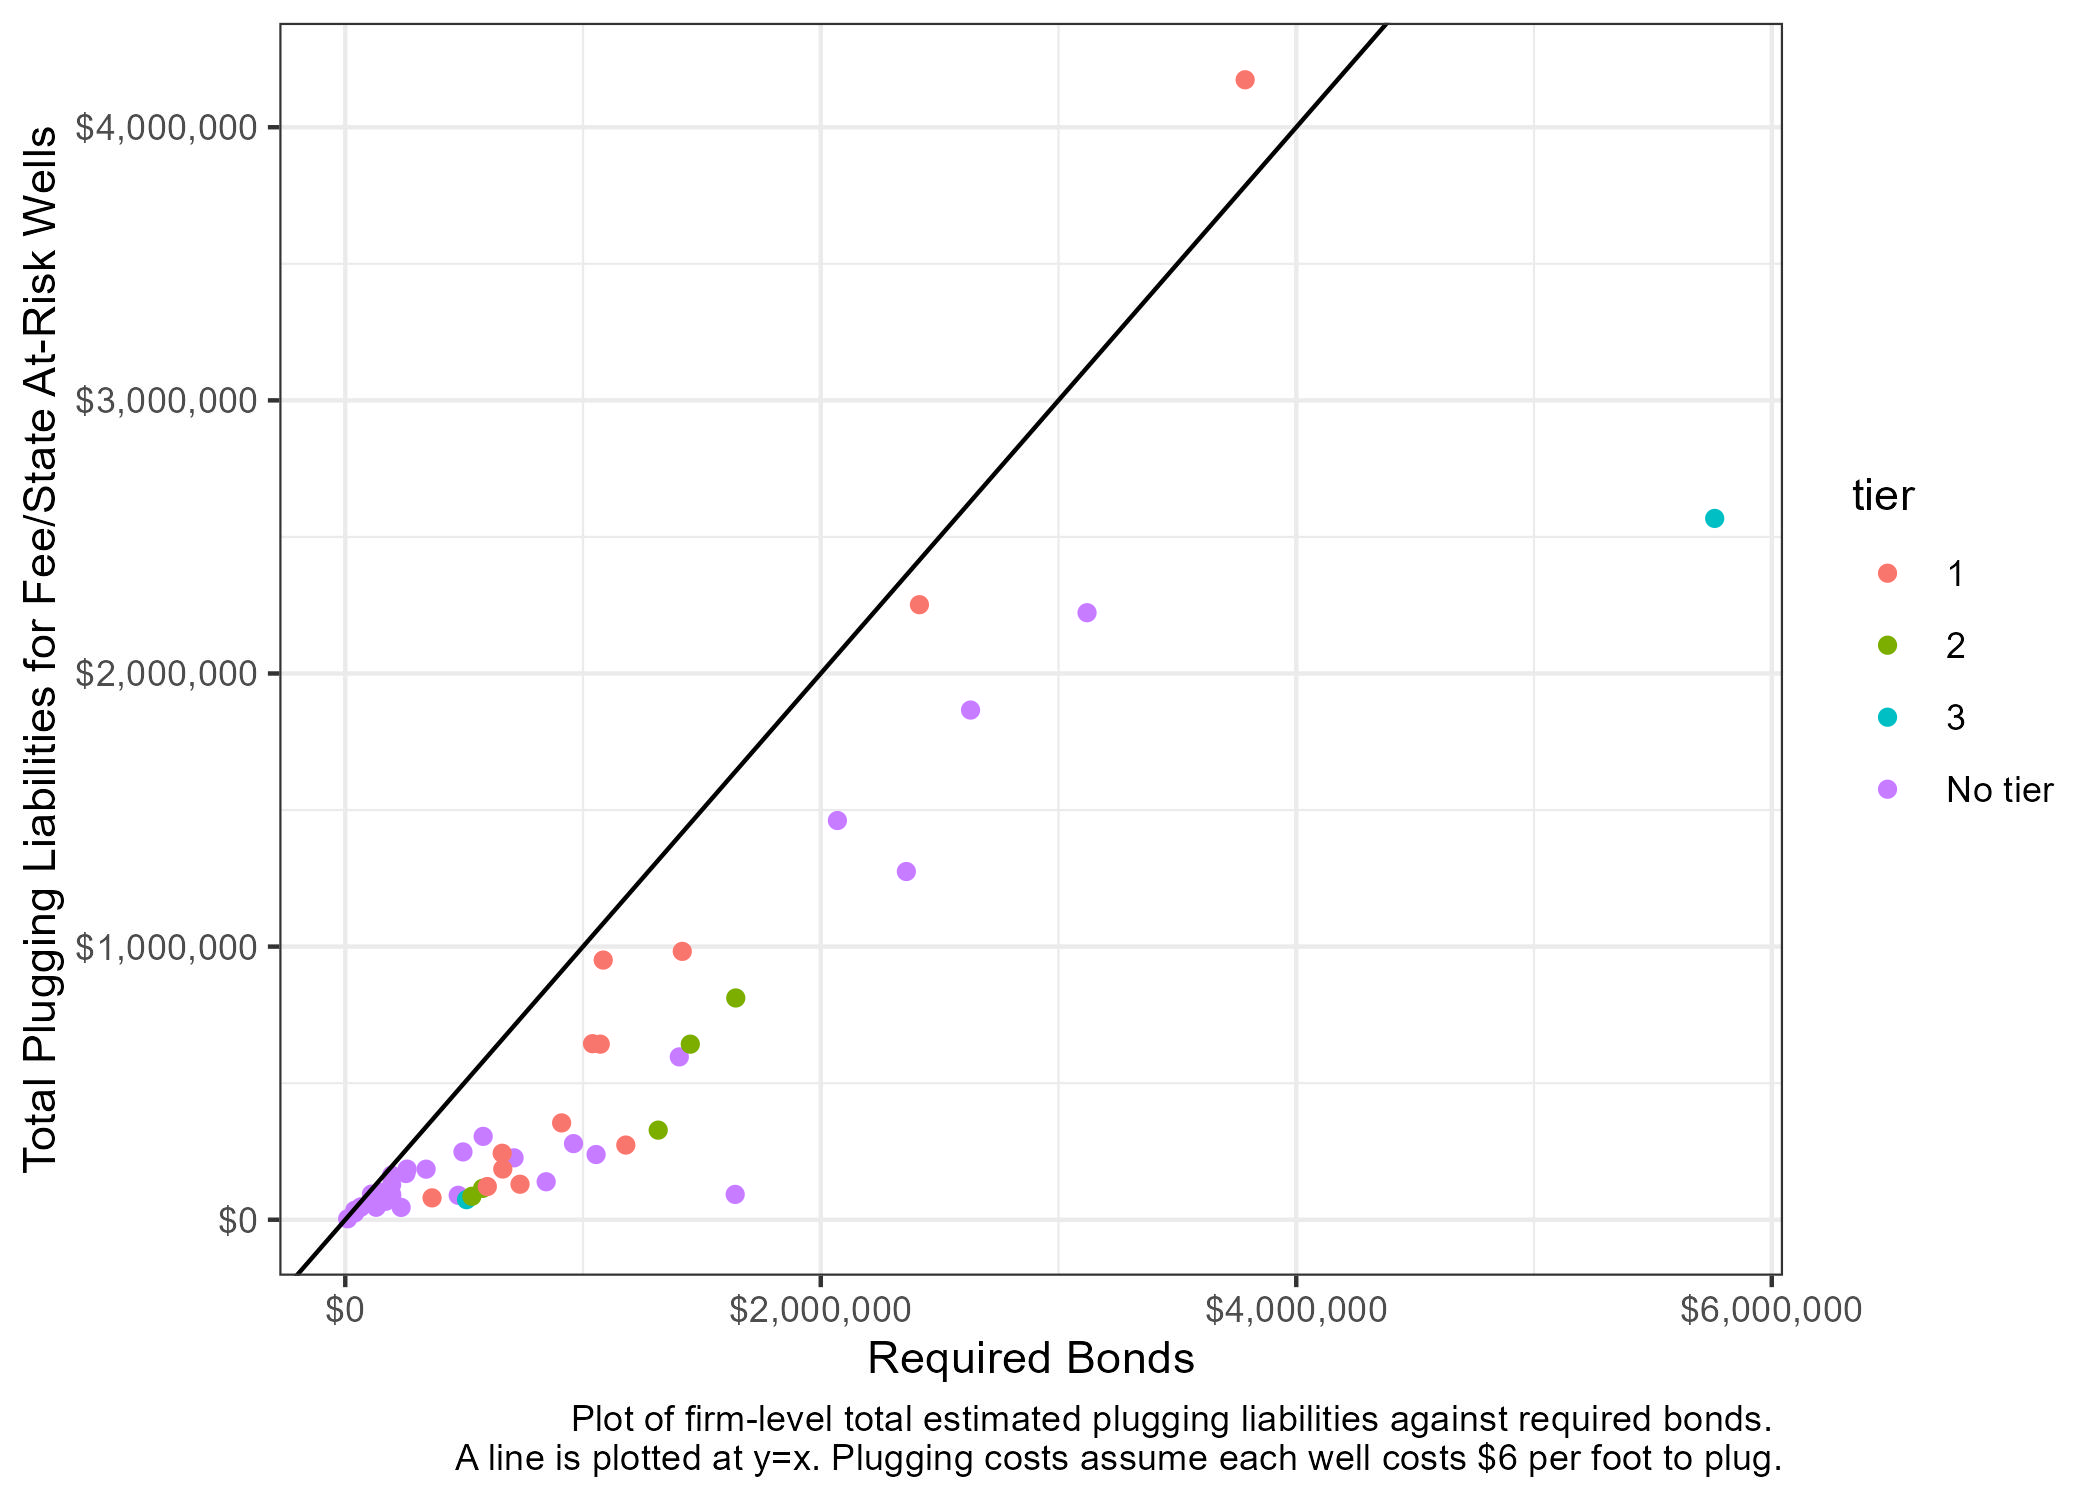 Total Plugging Liabilities for Fee/State At-Risk Wells
$4,000,000
$3,000,000
$2,000,000
$1,000,000
$0
$0
$2,000,000
$4,000,000
$6,000,000
Required Bonds
tier
1
2
3
No tier
Plot of firm-level total estimated plugging liabilities against required bonds.
A line is plotted at y=x. Plugging costs assume each well costs $6 per foot to plug.